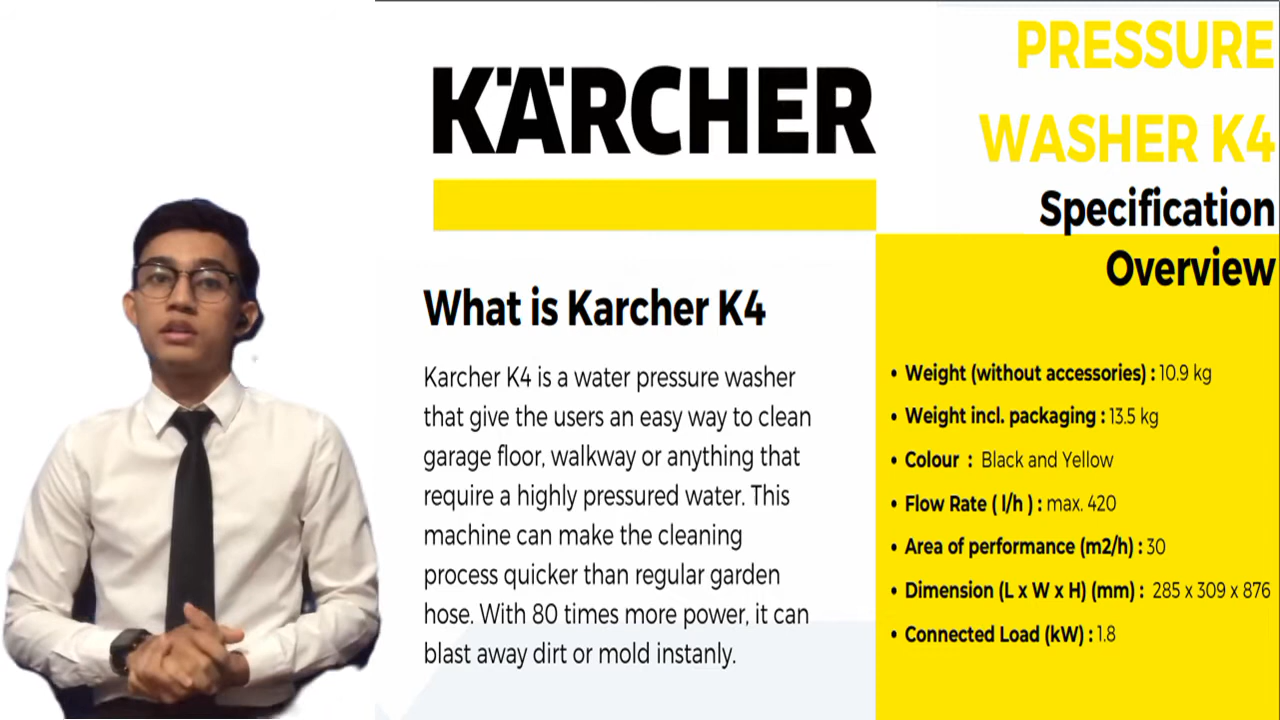 KÄRCHER
What is Karcher K4
Karcher K4 is a water pressure washer
that give the users an easy way to clean
garage floor, walkway or anything that
require a highly pressured water. This
machine can make the cleaning
process quicker than regular garden
hose. With 80 times more power, it can
blast away dirt or mold instanly.
PRESSURE
WASHER K4
Specification
Overview
• Weight (without accessories) : 10.9 kg
• Weight incl. packaging : 13.5 kg
• Colour : Black and Yellow
• Flow Rate ( l/h ) : max. 420
• Area of performance (m2/h) : 30
• Dimension (L x W x H) (mm) : 285 x 309 x 876
• Connected Load (kW) : 1.8